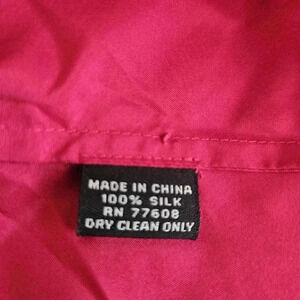 MADE IN CHINA
100% SILK
RN 77608
DRY CLEAN ONLY